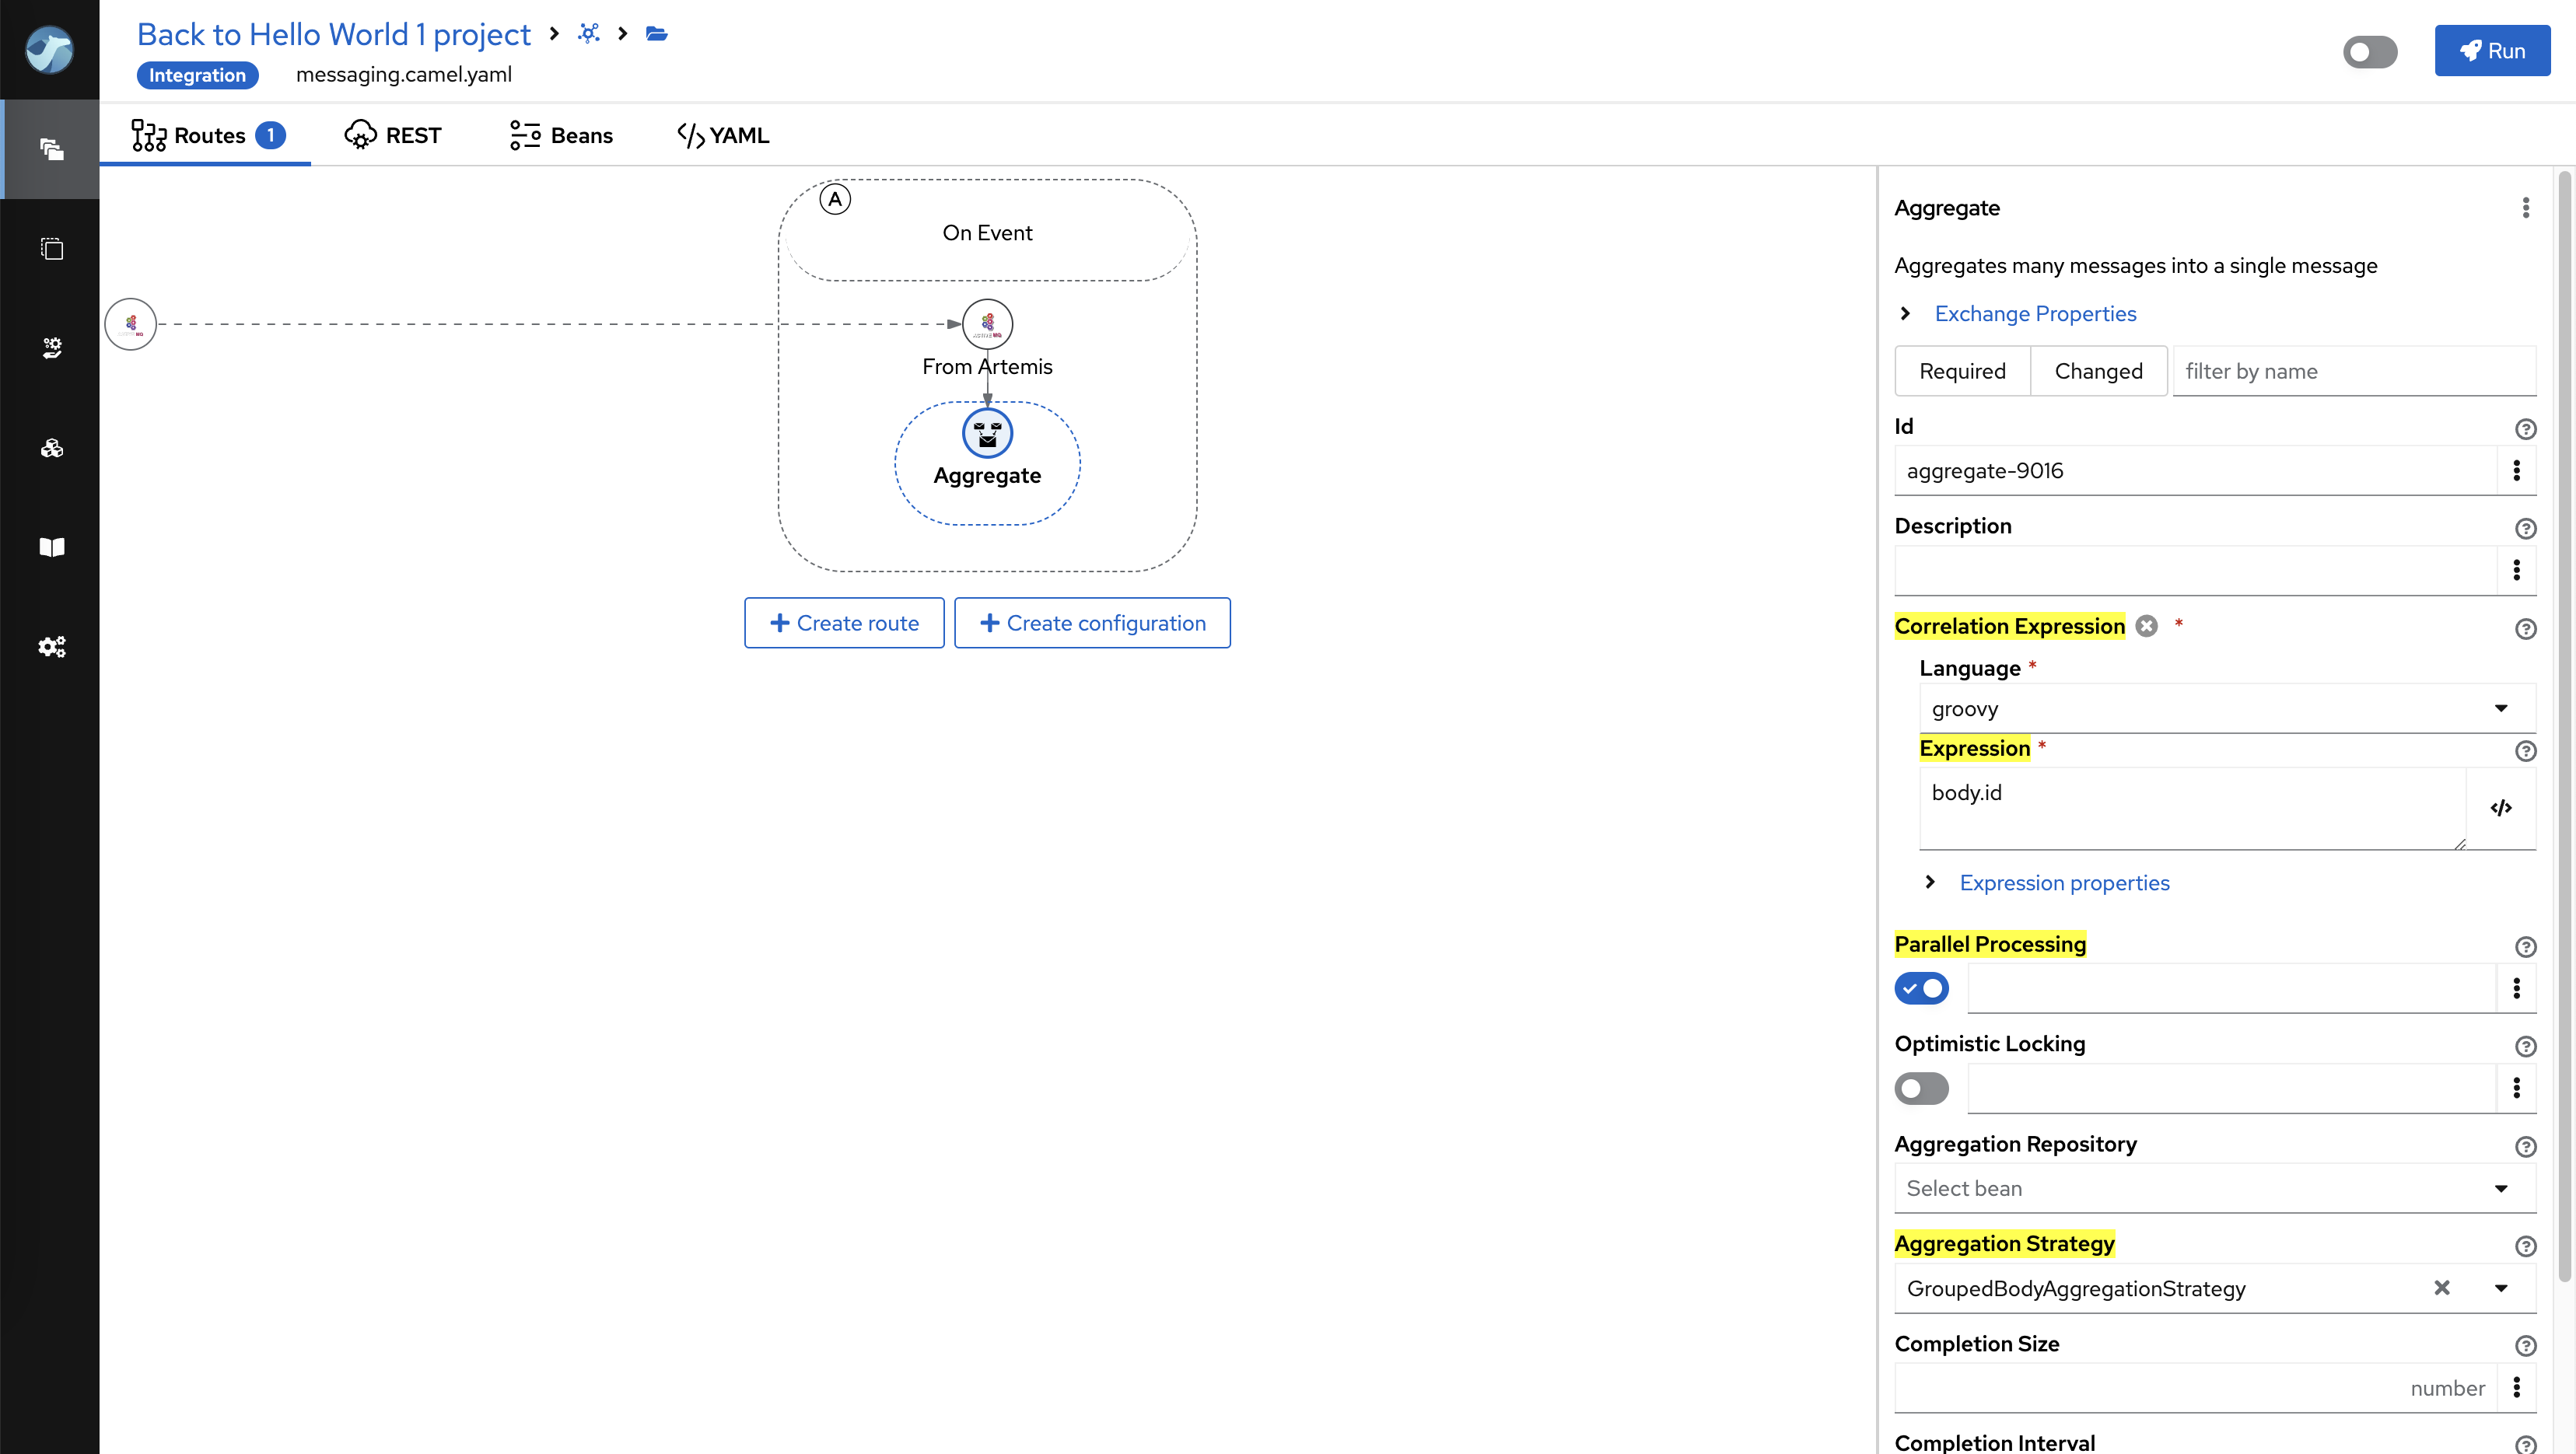 Back to Hello World 1 project
Integration messaging.camel.yaml
Run
Routes 1 REST Beans YAML
A
On Event
From Artemis
Aggregate
Create route Create configuration
Aggregate
Aggregates many messages into a single message
Exchange Properties
Required Changed filter by name
Id
aggregate-9016
Description
Correlation Expression *
Language *
groovy
Expression *
body.id
Expression properties
Parallel Processing
Optimistic Locking
Aggregation Repository
Select bean
Aggregation Strategy
GroupedBodyAggregationStrategy
Completion Size
number
Completion Interval